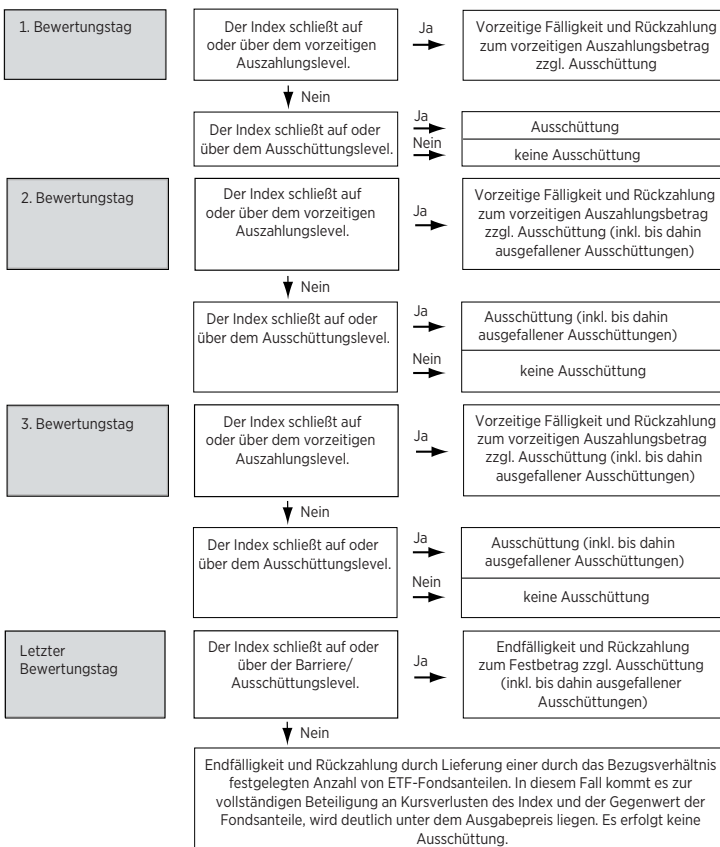 1. Bewertungstag
Der Index schließt auf
oder über dem vorzeitigen
Auszahlungslevel.
Ja
Vorzeitige Fälligkeit und Rückzahlung
zum vorzeitigen Auszahlungsbetrag
zzgl. Ausschüttung
Nein
Der Index schließt auf oder
über dem Ausschüttungslevel.
Ja
Ausschüttung
Nein
keine Ausschüttung
2. Bewertungstag
Der Index schließt auf
oder über dem vorzeitigen
Auszahlungslevel.
Ja
Vorzeitige Fälligkeit und Rückzahlung
zum vorzeitigen Auszahlungsbetrag
zzgl. Ausschüttung (inkl. bis dahin
ausgefallener Ausschüttungen)
Nein
Der Index schließt auf oder
über dem Ausschüttungslevel.
Ja
Ausschüttung (inkl. bis dahin
ausgefallener Ausschüttungen)
Nein
keine Ausschüttung
3. Bewertungstag
Der Index schließt auf
oder über dem vorzeitigen
Auszahlungslevel.
Ja
Vorzeitige Fälligkeit und Rückzahlung
zum vorzeitigen Auszahlungsbetrag
zzgl. Ausschüttung (inkl. bis dahin
ausgefallener Ausschüttungen)
Nein
Der Index schließt auf oder
über dem Ausschüttungslevel.
Ja
Ausschüttung (inkl. bis dahin
ausgefallener Ausschüttungen)
Nein
keine Ausschüttung
Letzter
Bewertungstag
Der Index schließt auf oder
über der Barriere/
Ausschüttungslevel.
Ja
Endfälligkeit und Rückzahlung
zum Festbetrag zzgl. Ausschüttung
(inkl. bis dahin ausgefallener
Ausschüttungen)
Nein
Endfälligkeit und Rückzahlung durch Lieferung einer durch das Bezugsverhältnis
festgelegten Anzahl von ETF-Fondsanteilen. In diesem Fall kommt es zur
vollständigen Beteiligung an Kursverlusten des Index und der Gegenwert der
Fondsanteile, wird deutlich unter dem Ausgabepreis liegen. Es erfolgt keine
Ausschüttung.